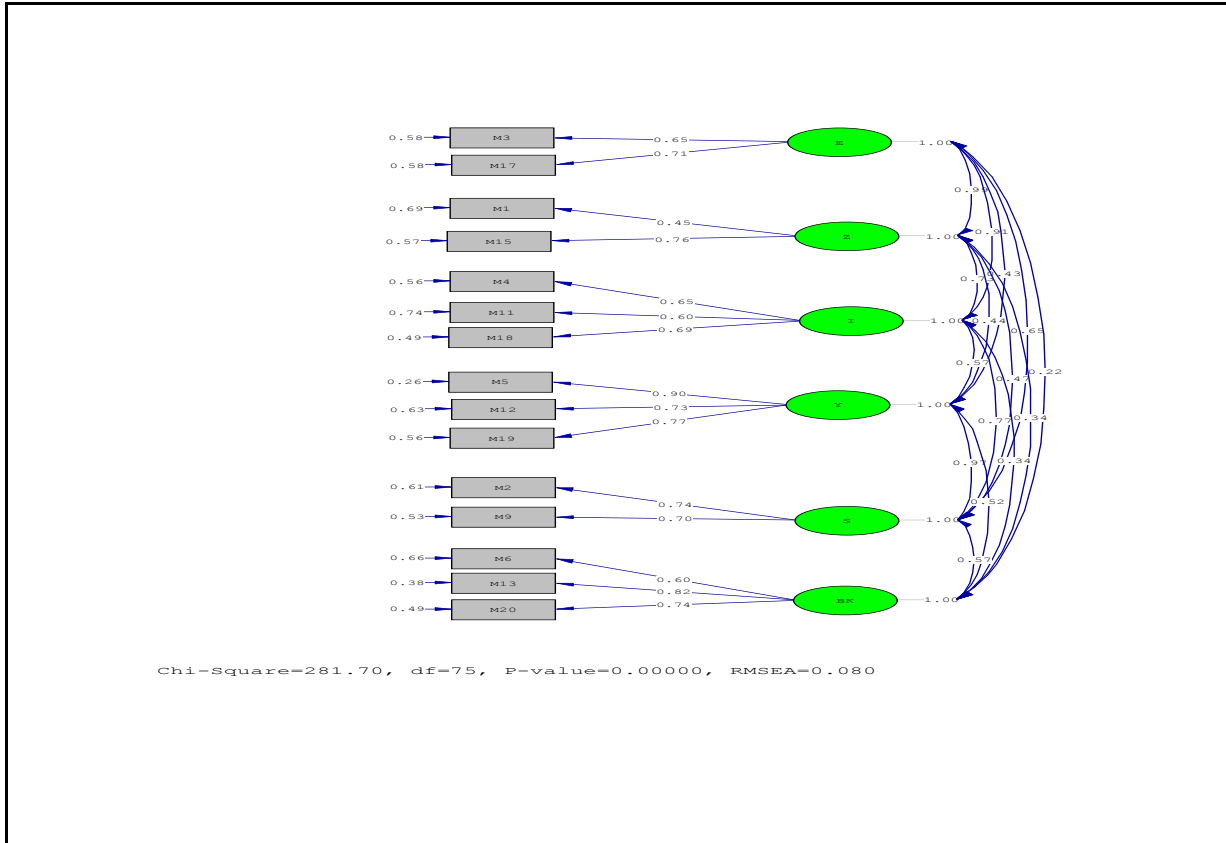 0.58 M3 0.65 E 1.00
0.58 M17 0.71
0.99
0.69 M1 0.45 Z 1.00 0.91
0.57 M15 0.76
0.43
0.56 M4 0.73
0.65
0.74 M11 0.60 I 1.00 0.44
0.49 M18 0.69 0.65
0.57
0.26 M5 0.90 0.47 0.22
0.63 M12 0.73 Y 1.00
0.56 M19 0.77 0.77 0.34
0.97 0.34
0.61 M2 0.74
0.52
0.53 M9 0.70 S 1.00
0.66 M6 0.60 0.57
0.38 M13 0.82 BK 1.00
0.49 M20 0.74
Chi-Square=281.70, df=75, P-value=0.00000, RMSEA=0.080